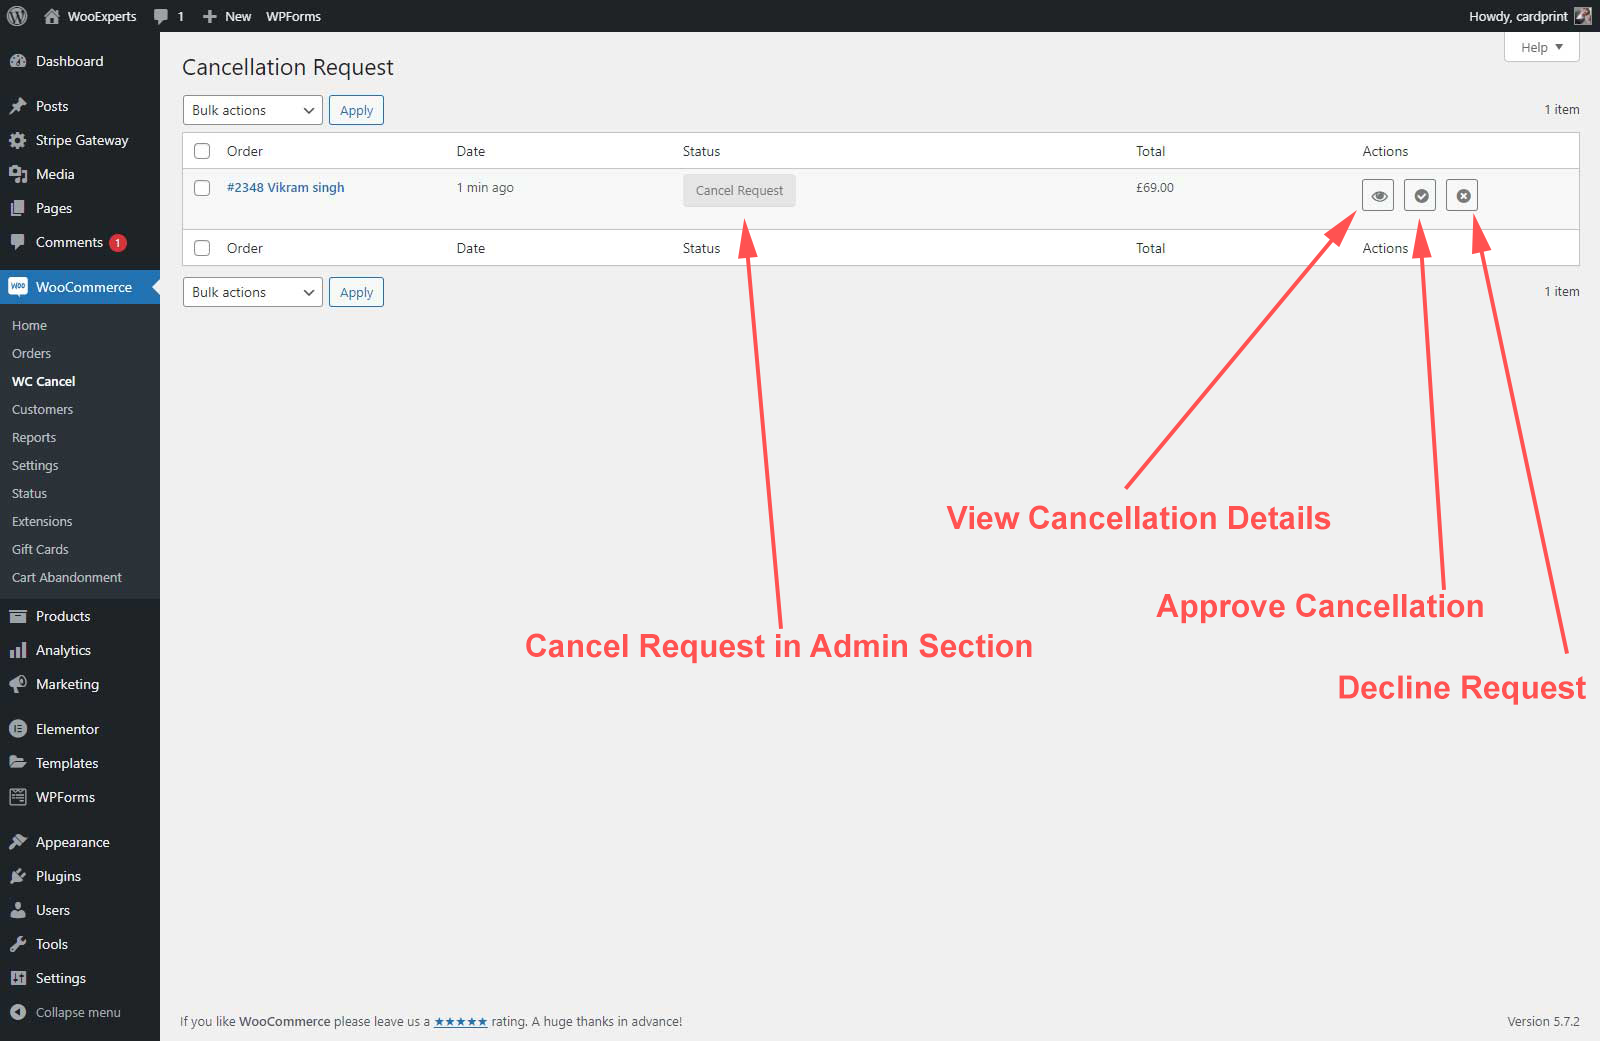 WooExperts 1 New WPForms Howdy, cardprint
Help
Dashboard
Posts
Stripe Gateway
Media
Pages
Comments 1
WooCommerce
Home
Orders
WC Cancel
Customers
Reports
Settings
Status
Extensions
Gift Cards
Cart Abandonment
Products
Analytics
Marketing
Elementor
Templates
WPForms
Appearance
Plugins
Users
Tools
Settings
Collapse menu
Cancellation Request
Bulk actions Apply 1 item
Order Date Status Total Actions
#2348 Vikram singh 1 min ago Cancel Request £69.00
Order Date Status Total Actions
Bulk actions Apply 1 item
View Cancellation Details
Approve Cancellation
Cancel Request in Admin Section
Decline Request
If you like WooCommerce please leave us a ★★★★★ rating. A huge thanks in advance! Version 5.7.2